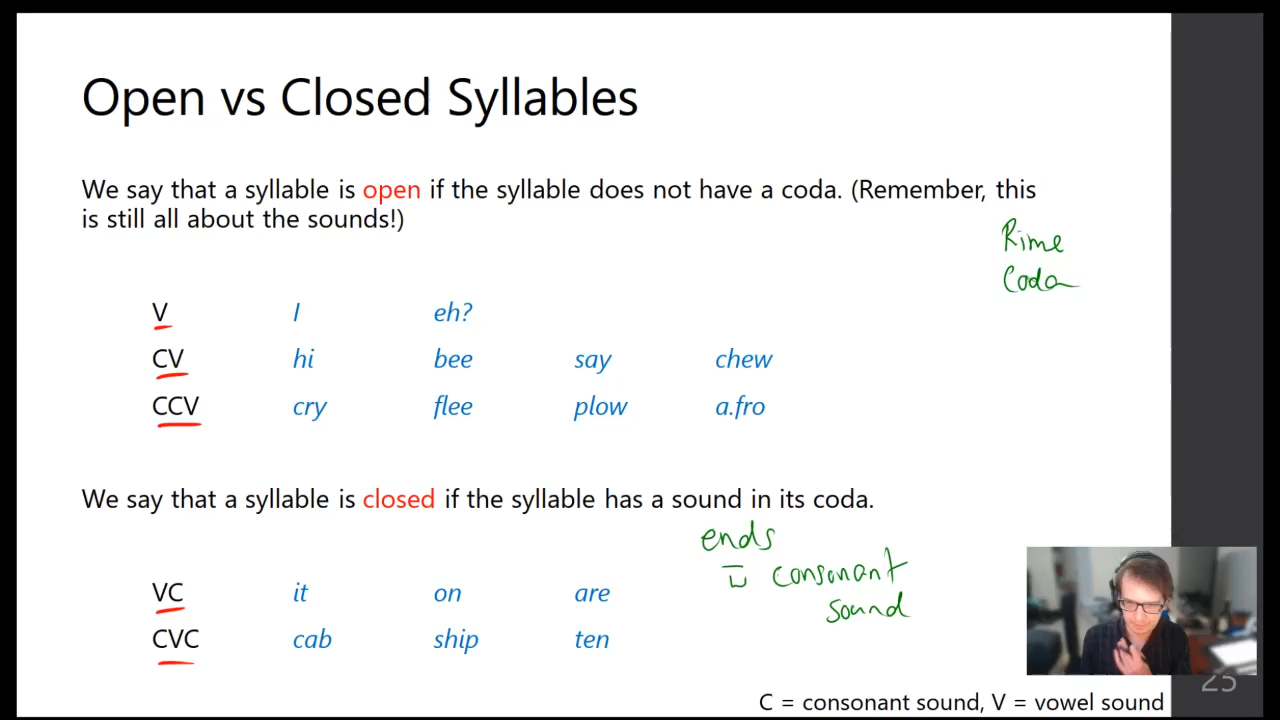 Open vs Closed Syllables
We say that a syllable is open if the syllable does not have a coda. (Remember, this
is still all about the sounds!)
Rime
Coda
V I eh?
CV hi bee say chew
CCV cry flee plow a.fro
We say that a syllable is closed if the syllable has a sound in its coda.
ends
consonant
sound
VC it on are
CVC cab ship ten
25
C = consonant sound, V = vowel sound